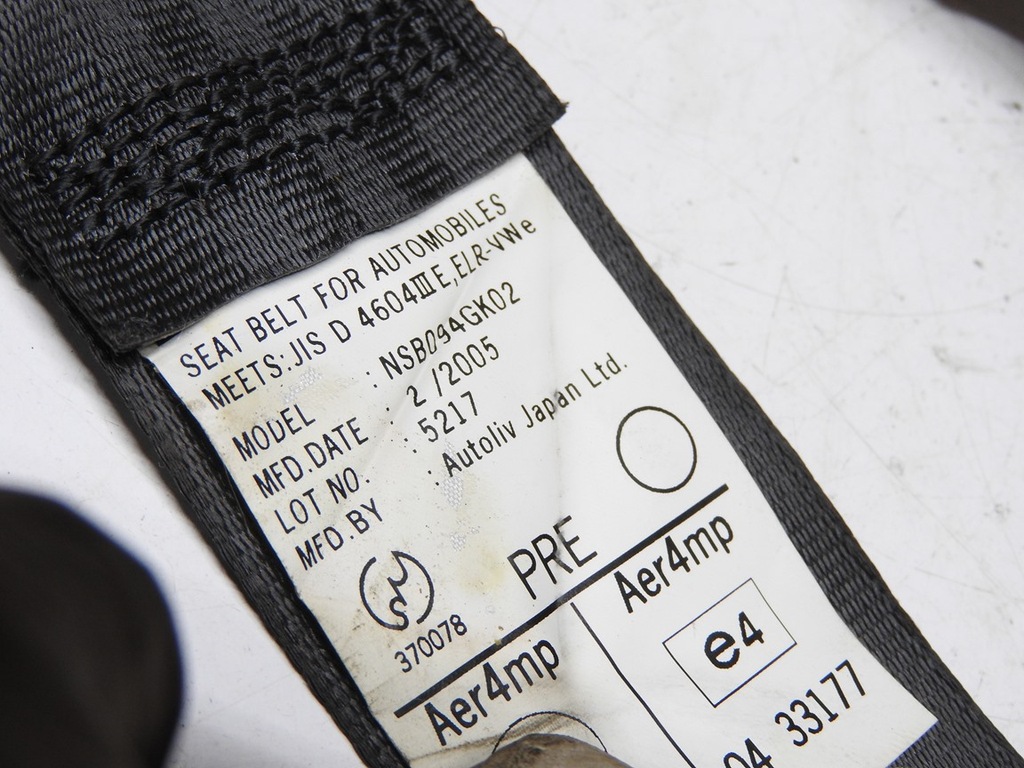 SEAT BELT FOR AUTOMOBILES
MEETS:JIS D 4604ⅢE,ELR-VWe
MODEL : NSB094GK02
MFD.DATE : 2/2005
LOT NO. : 5217
MFD.BY : Autoliv Japan Ltd.
370078
PRE
Aer4mp
Aer4mp
e4
04 33177